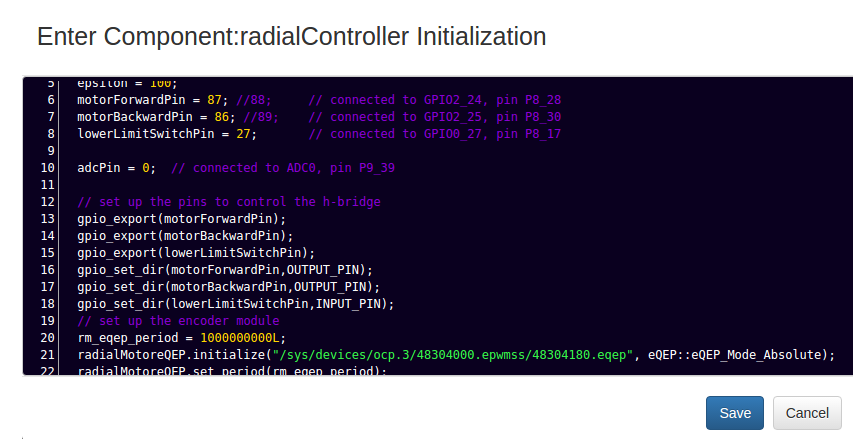 Enter Component:radialController Initialization
5 epsilon = 100;
6 motorForwardPin = 87; //88; // connected to GPIO2_24, pin P8_28
7 motorBackwardPin = 86; //89; // connected to GPIO2_25, pin P8_30
8 lowerLimitSwitchPin = 27; // connected to GPIO0_27, pin P8_17
9
10 adcPin = 0; // connected to ADC0, pin P9_39
11
12 // set up the pins to control the h-bridge
13 gpio_export(motorForwardPin);
14 gpio_export(motorBackwardPin);
15 gpio_export(lowerLimitSwitchPin);
16 gpio_set_dir(motorForwardPin,OUTPUT_PIN);
17 gpio_set_dir(motorBackwardPin,OUTPUT_PIN);
18 gpio_set_dir(lowerLimitSwitchPin,INPUT_PIN);
19 // set up the encoder module
20 rm_eqep_period = 1000000000L;
21 radialMotoreQEP.initialize("/sys/devices/ocp.3/48304000.epwmss/48304180.eqep", eQEP::eQEP_Mode_Absolute);
22 radialMotoreQEP.set_period(rm_eqep_period);
Save Cancel